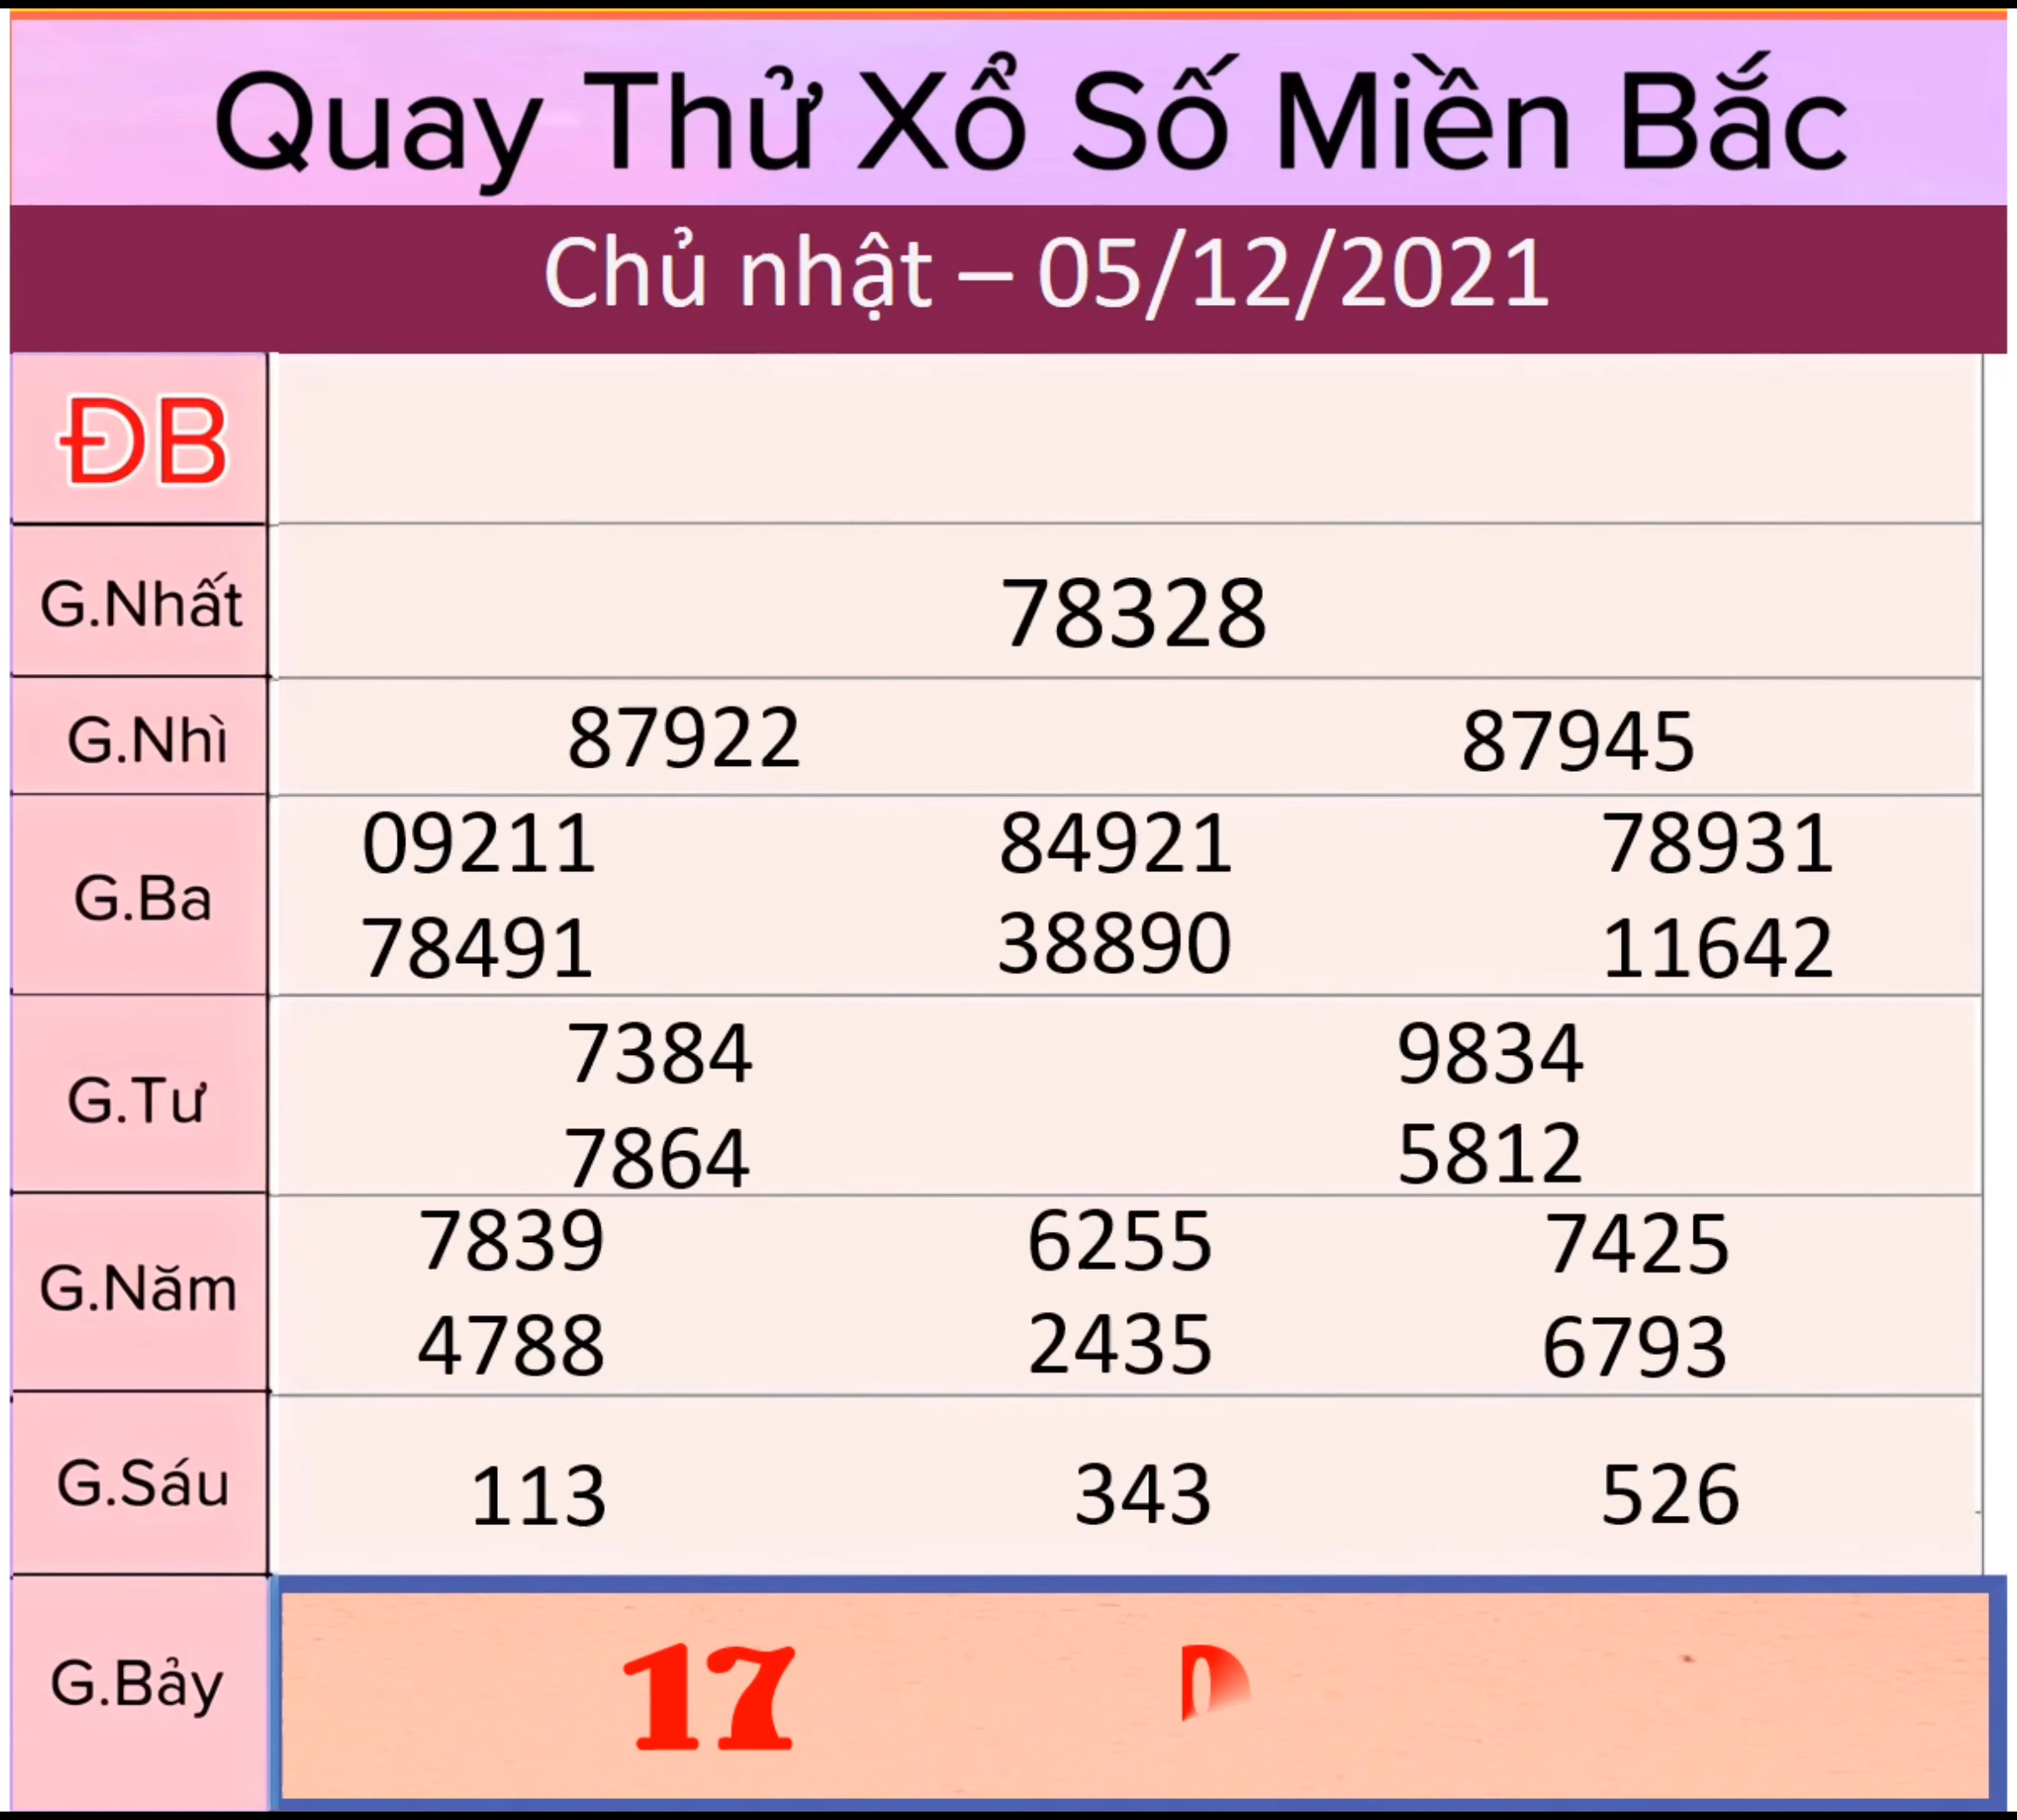 Quay Thử Xổ Số Miền Bắc
Chủ nhật – 05/12/2021
ĐB
G.Nhất 78328
G.Nhì 87922 87945
G.Ba 09211 84921 78931
78491 38890 11642
G.Tư 7384 9834
7864 5812
G.Năm 7839 6255 7425
4788 2435 6793
G.Sáu 113 343 526
G.Bảy 17